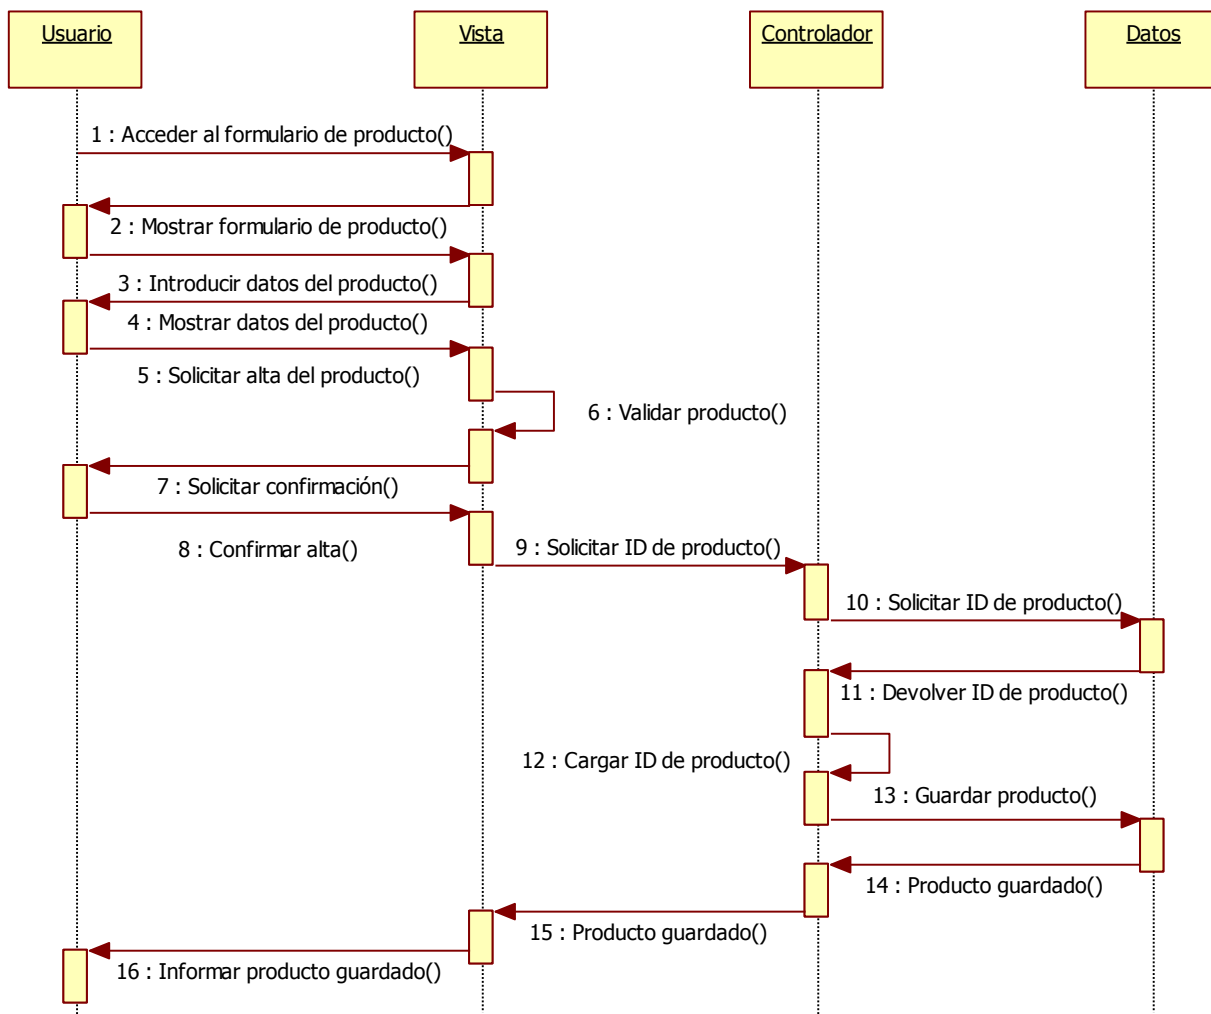 Usuario
Vista
Controlador
Datos
1 : Acceder al formulario de producto()
2 : Mostrar formulario de producto()
3 : Introducir datos del producto()
4 : Mostrar datos del producto()
5 : Solicitar alta del producto()
6 : Validar producto()
7 : Solicitar confirmación()
8 : Confirmar alta()
9 : Solicitar ID de producto()
10 : Solicitar ID de producto()
11 : Devolver ID de producto()
12 : Cargar ID de producto()
13 : Guardar producto()
14 : Producto guardado()
15 : Producto guardado()
16 : Informar producto guardado()